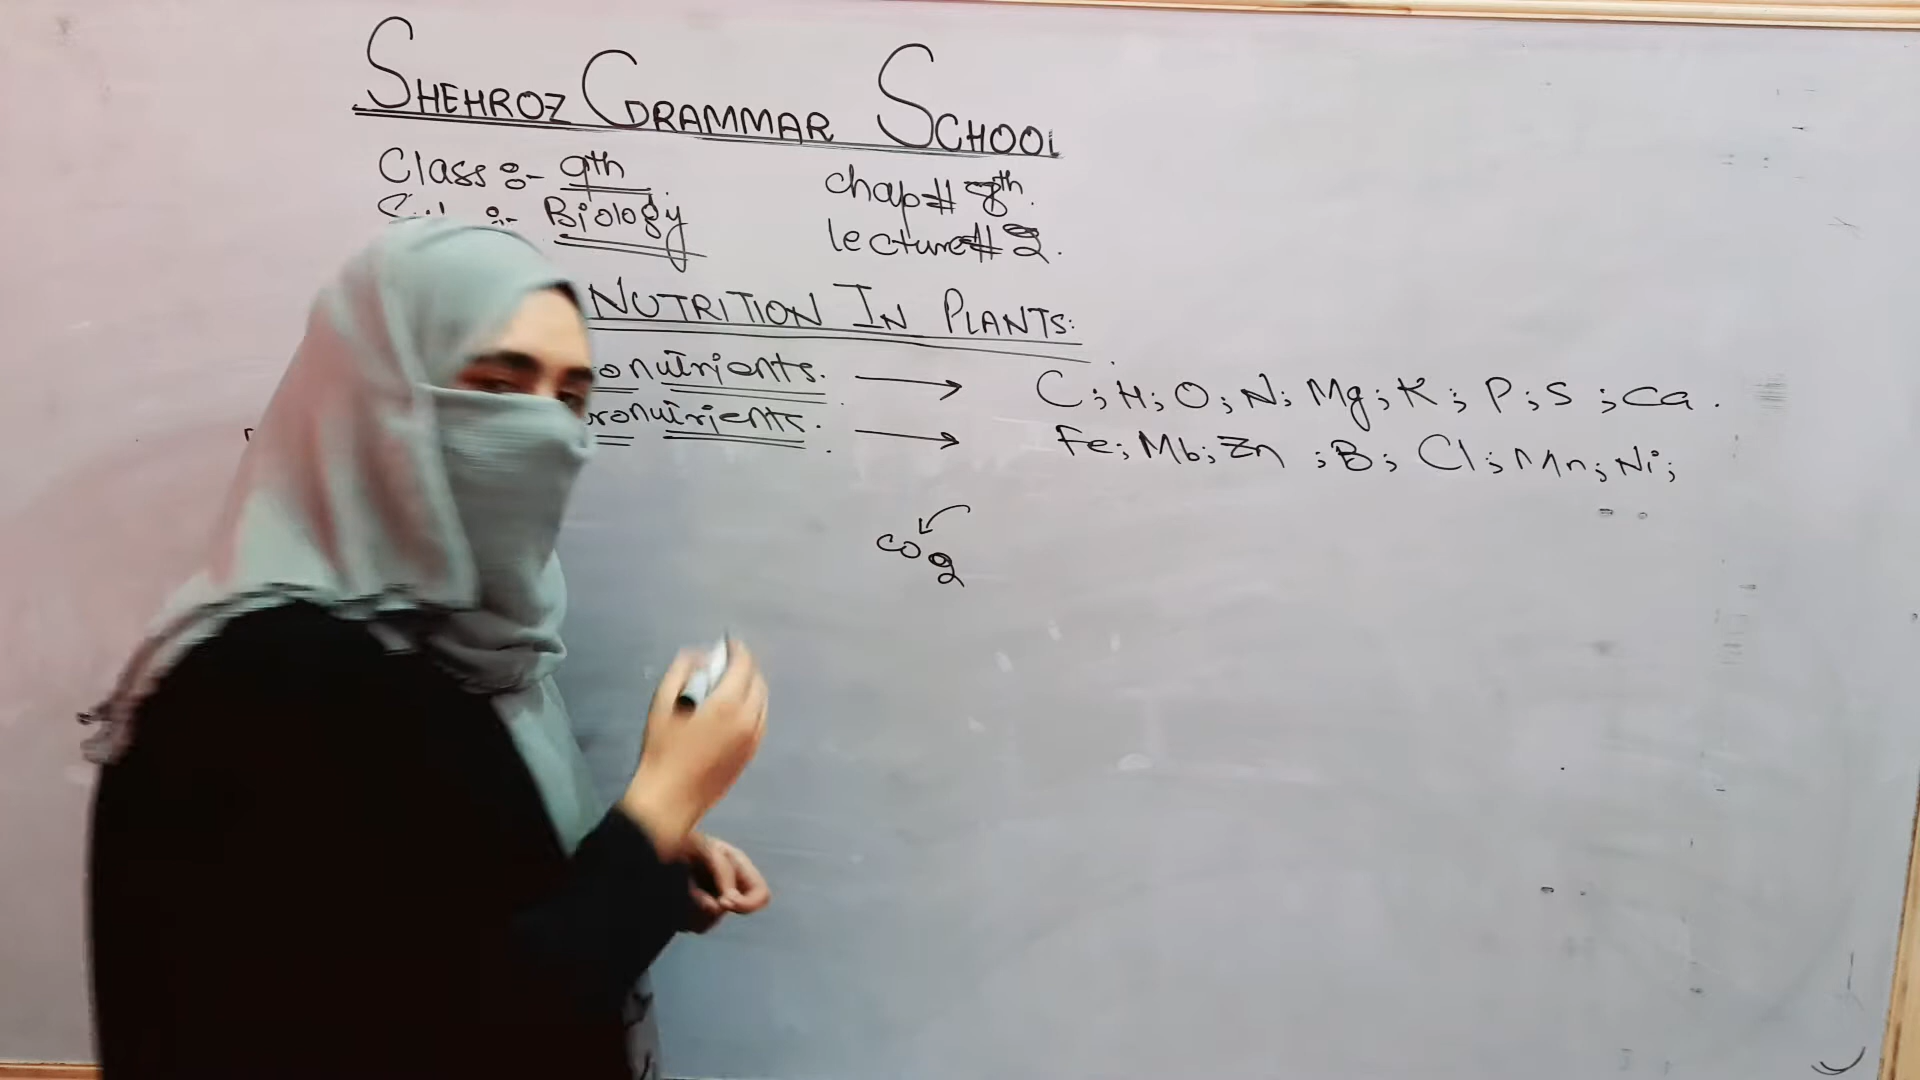 SHEHROZ GRAMMAR SCHOOL
Class :- 9th
chap# 8th.
:- Biology
lecture# 2.
NUTRITION IN PLANTS:
onutrients. → C; H; O; N; Mg; K; P; S; Ca.
ronutrients. → Fe; Mb; Zn; B; Cl; Mn; Ni;
CO2